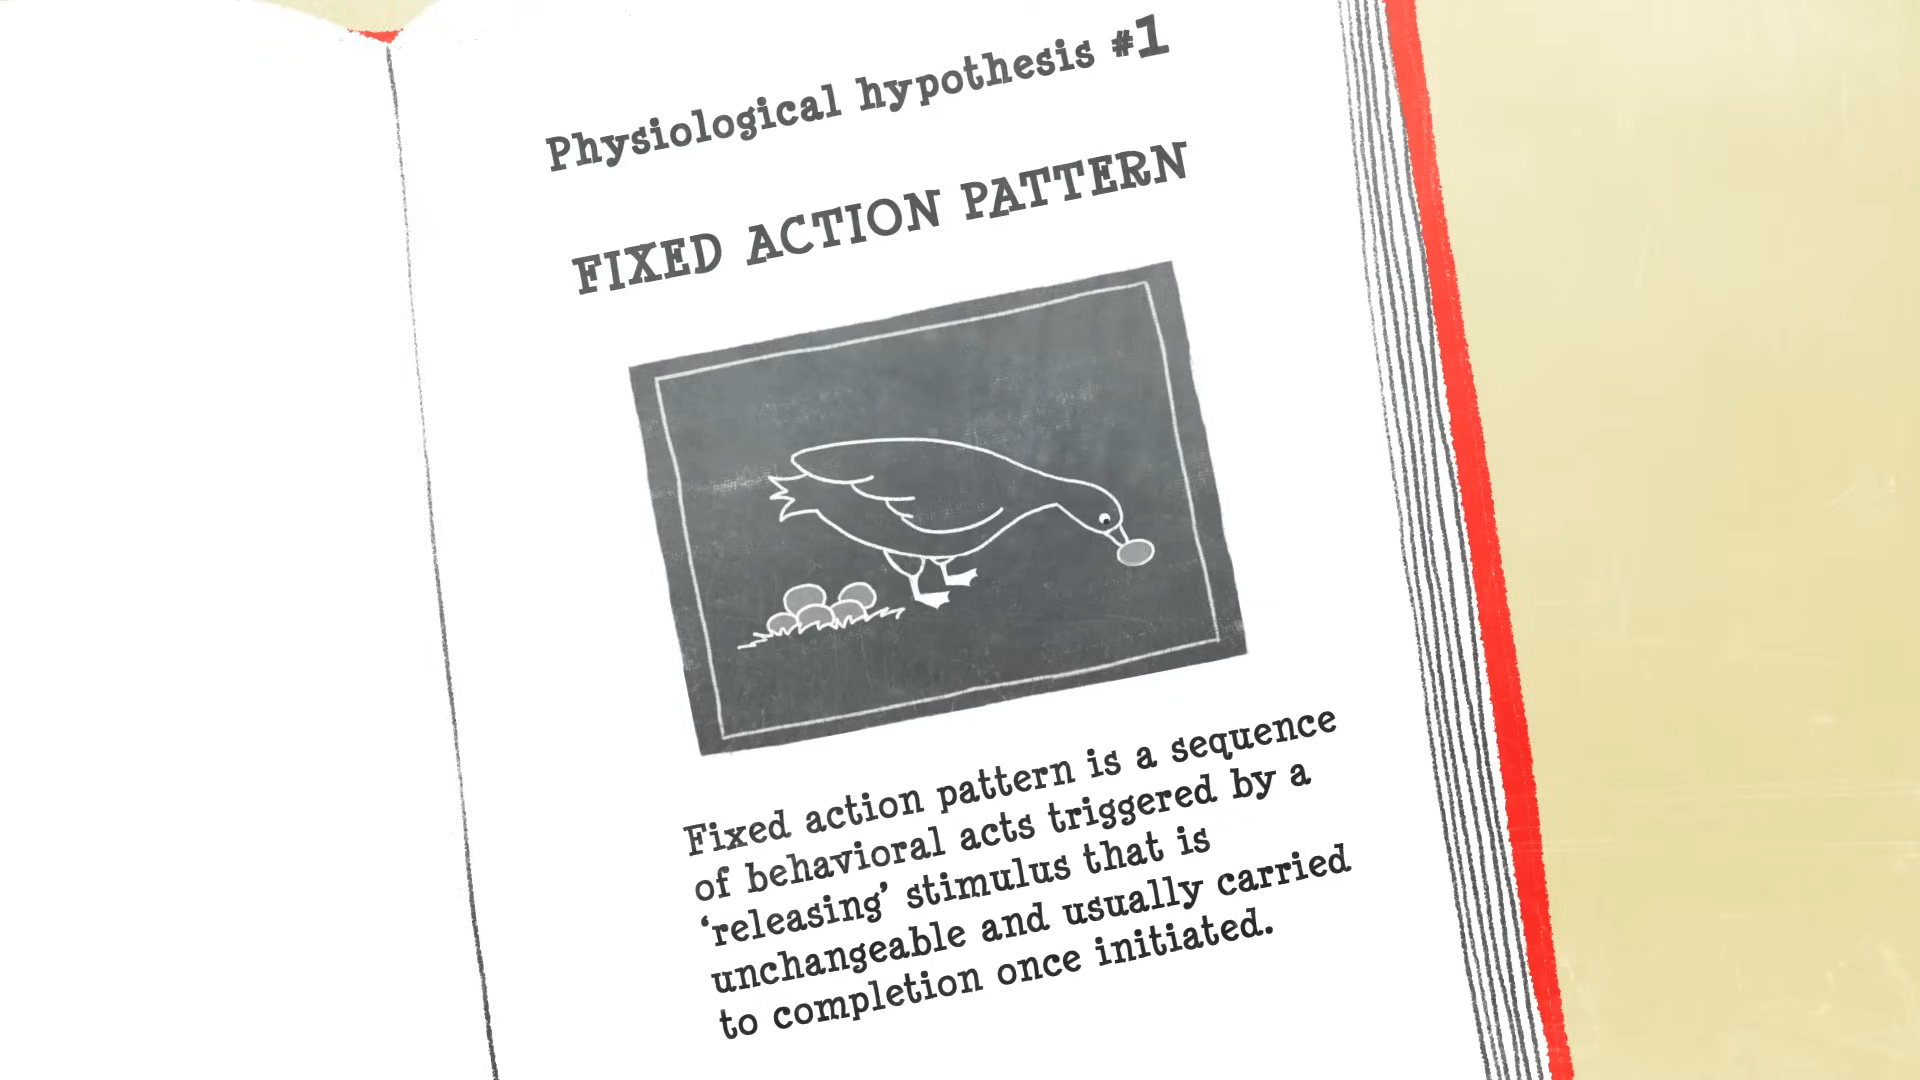 Physiological hypothesis #1
FIXED ACTION PATTERN
Fixed action pattern is a sequence
of behavioral acts triggered by a
‘releasing’ stimulus that is
unchangeable and usually carried
to completion once initiated.